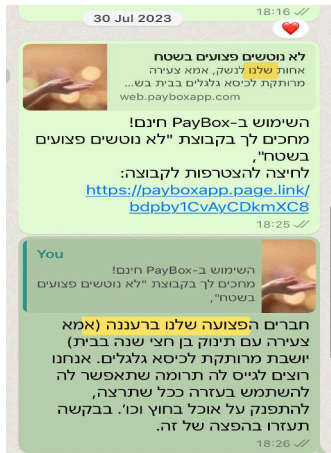 18:16
30 Jul 2023
❤️
לא נוטשים פצועים בשטח
אחות שלנו לנשק, אמא צעירה
מרותקת לכיסא גלגלים בבית בש...
web.payboxapp.com
השימוש ב-PayBox חינם!
מחכים לך בקבוצת "לא נוטשים פצועים
בשטח",
לחיצה להצטרפות לקבוצה:
https://payboxapp.page.link/
bdpby1CvAyCDkmXC8
18:25
You
השימוש ב-PayBox חינם!
מחכים לך בקבוצת "לא נוטשים פצועים
בשטח",
חברים הפצועה שלנו ברעננה (אמא
צעירה עם תינוק בן חצי שנה בבית)
יושבת מרותקת לכיסא גלגלים. אנחנו
רוצים לגייס לה תרומה שתאפשר לה
להשתמש בעזרה ככל שתרצה,
להתפנק על אוכל בחוץ וכו'. בבקשה
תעזרו בהפצה של זה.
18:26